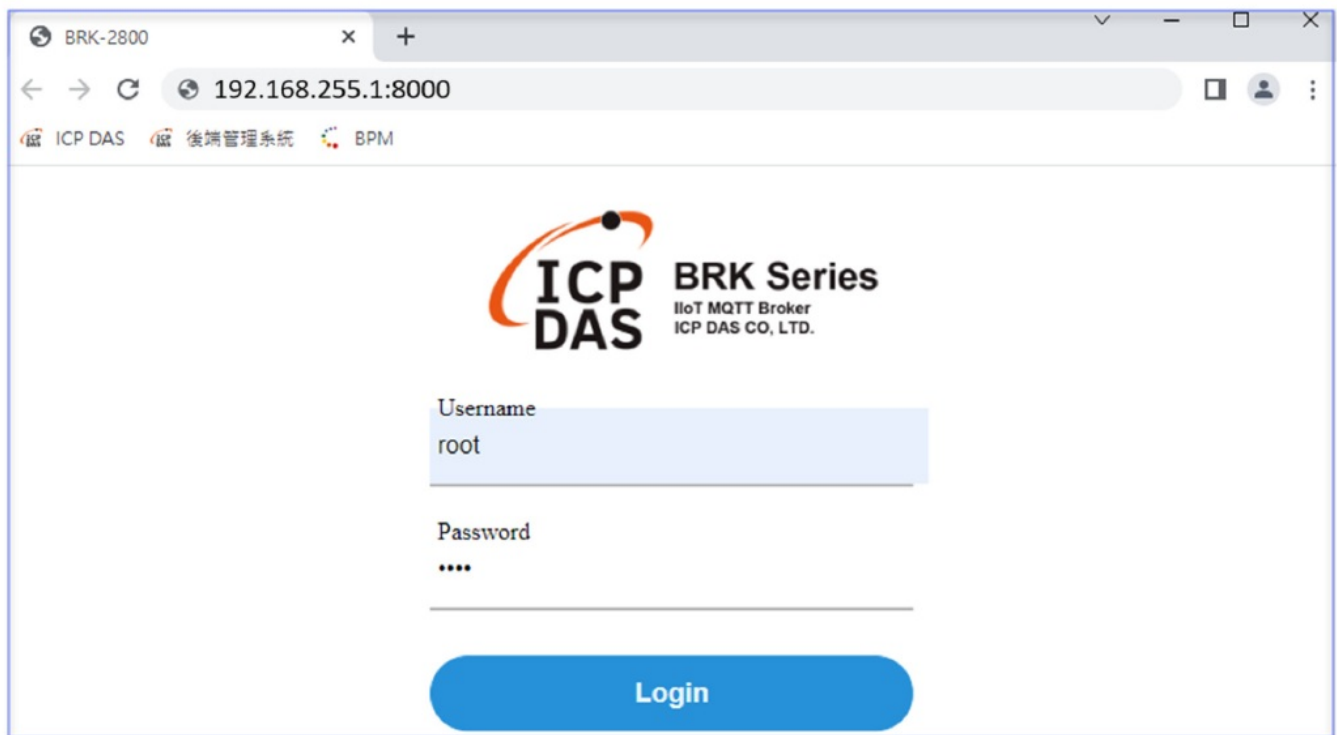 BRK-2800
192.168.255.1:8000
ICP DAS 後端管理系統 BPM
ICP DAS
BRK Series
IIoT MQTT Broker
ICP DAS CO, LTD.
Username
root
Password
••••
Login